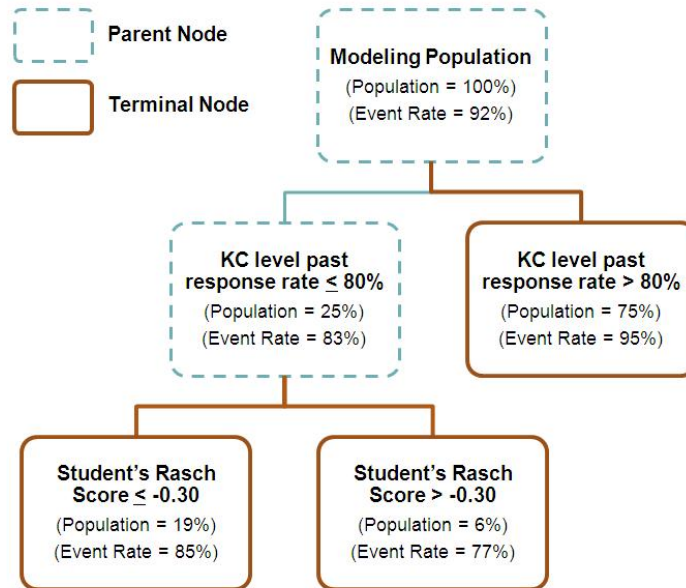 Parent Node
Terminal Node
Modeling Population
(Population = 100%)
(Event Rate = 92%)
KC level past
response rate ≤ 80%
(Population = 25%)
(Event Rate = 83%)
KC level past
response rate > 80%
(Population = 75%)
(Event Rate = 95%)
Student’s Rasch
Score ≤ -0.30
(Population = 19%)
(Event Rate = 85%)
Student’s Rasch
Score > -0.30
(Population = 6%)
(Event Rate = 77%)